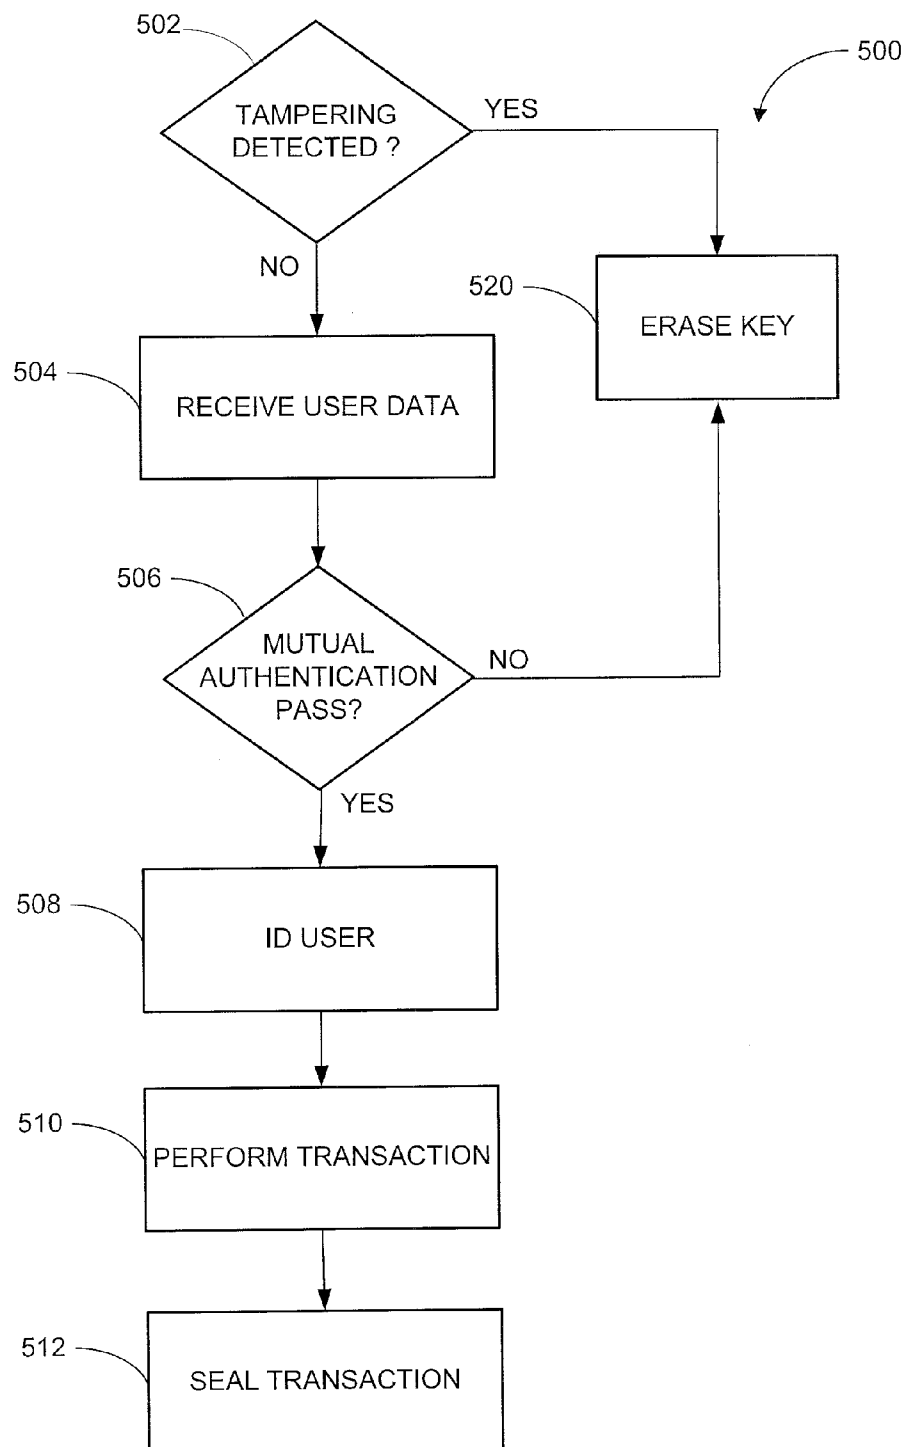 502
500
TAMPERING
DETECTED ?
YES
NO
520
ERASE KEY
504
RECEIVE USER DATA
506
MUTUAL
AUTHENTICATION
PASS?
NO
YES
508
ID USER
510
PERFORM TRANSACTION
512
SEAL TRANSACTION